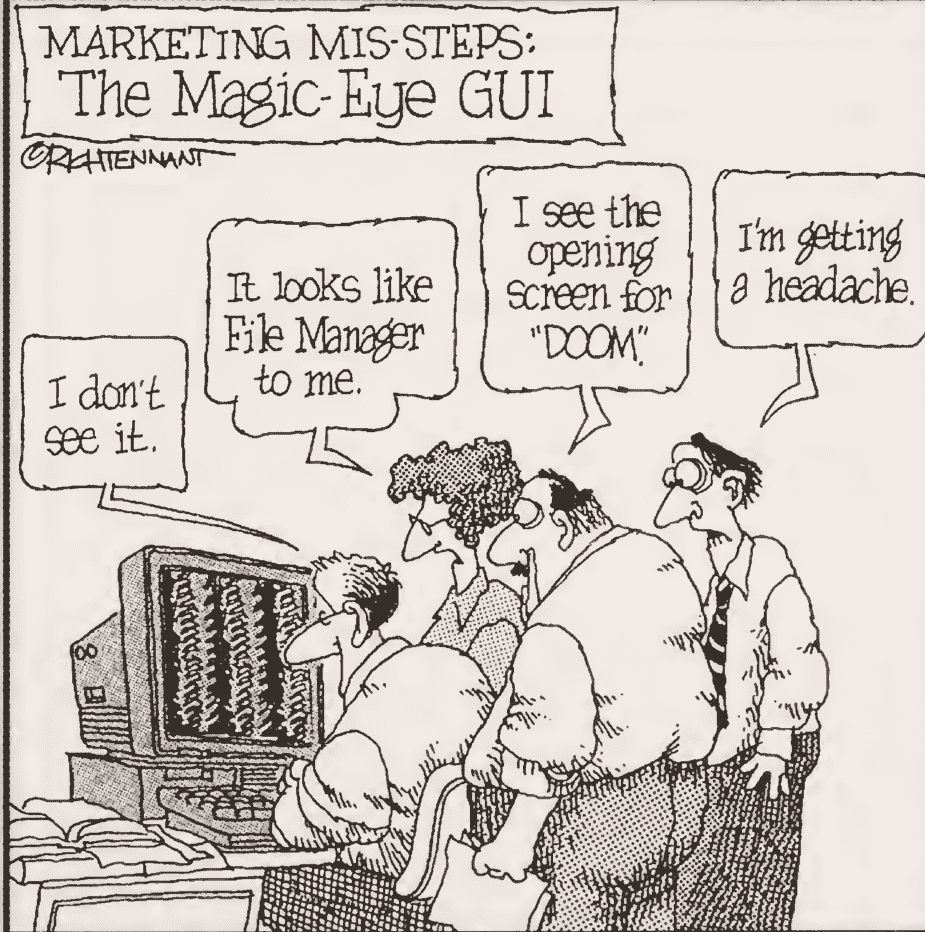 MARKETING MIS-STEPS:
The Magic-Eye GUI
©RICHTENNANT
I don't
see it.
It looks like
File Manager
to me.
I see the
opening
screen for
"DOOM".
I'm getting
a headache.